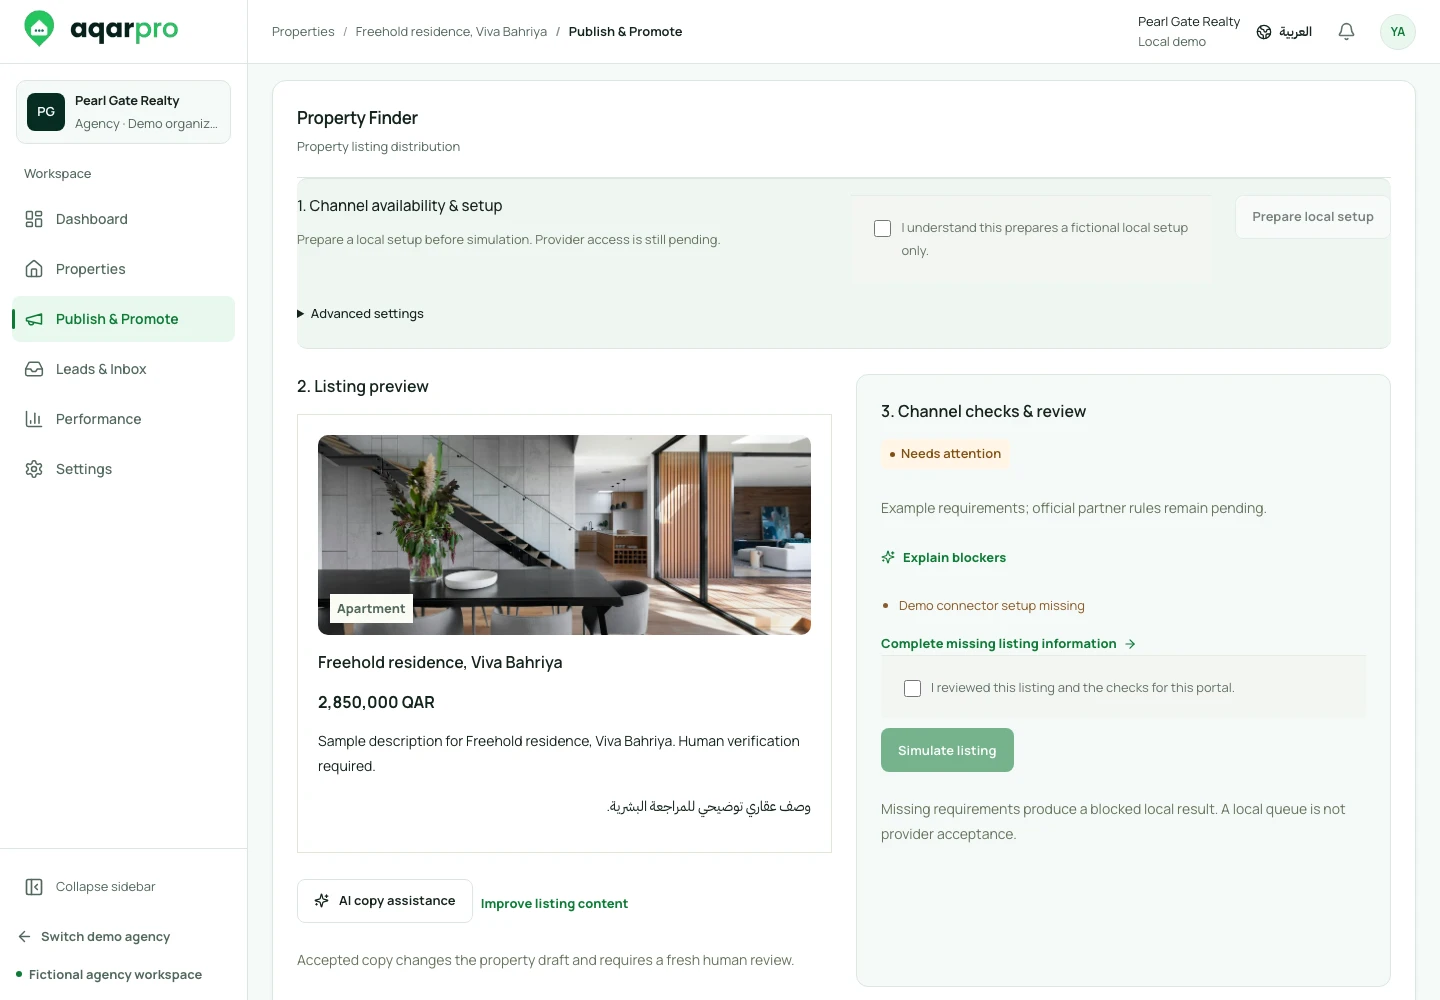 aqarpro
Properties / Freehold residence, Viva Bahriya / Publish & Promote
Pearl Gate Realty
Local demo
العربية
YA
PG
Pearl Gate Realty
Agency · Demo organiz...
Workspace
Dashboard
Properties
Publish & Promote
Leads & Inbox
Performance
Settings
Collapse sidebar
Switch demo agency
Fictional agency workspace
Property Finder
Property listing distribution
1. Channel availability & setup
Prepare a local setup before simulation. Provider access is still pending.
I understand this prepares a fictional local setup
only.
Prepare local setup
Advanced settings
2. Listing preview
Apartment
Freehold residence, Viva Bahriya
2,850,000 QAR
Sample description for Freehold residence, Viva Bahriya. Human verification
required.
وصف عقاري توضيحي للمراجعة البشرية.
AI copy assistance
Improve listing content
Accepted copy changes the property draft and requires a fresh human review.
3. Channel checks & review
Needs attention
Example requirements; official partner rules remain pending.
Explain blockers
Demo connector setup missing
Complete missing listing information
I reviewed this listing and the checks for this portal.
Simulate listing
Missing requirements produce a blocked local result. A local queue is not
provider acceptance.